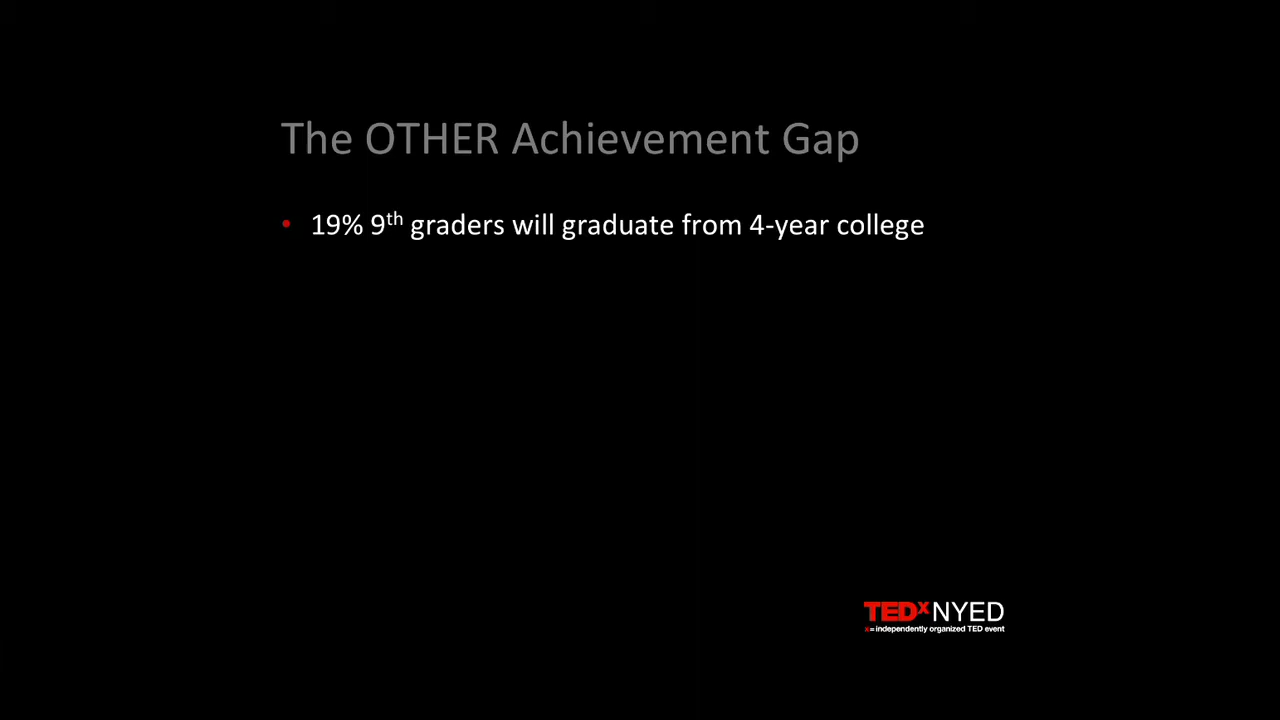 The OTHER Achievement Gap
• 19% 9th graders will graduate from 4-year college
TEDxNYED
x = independently organized TED event